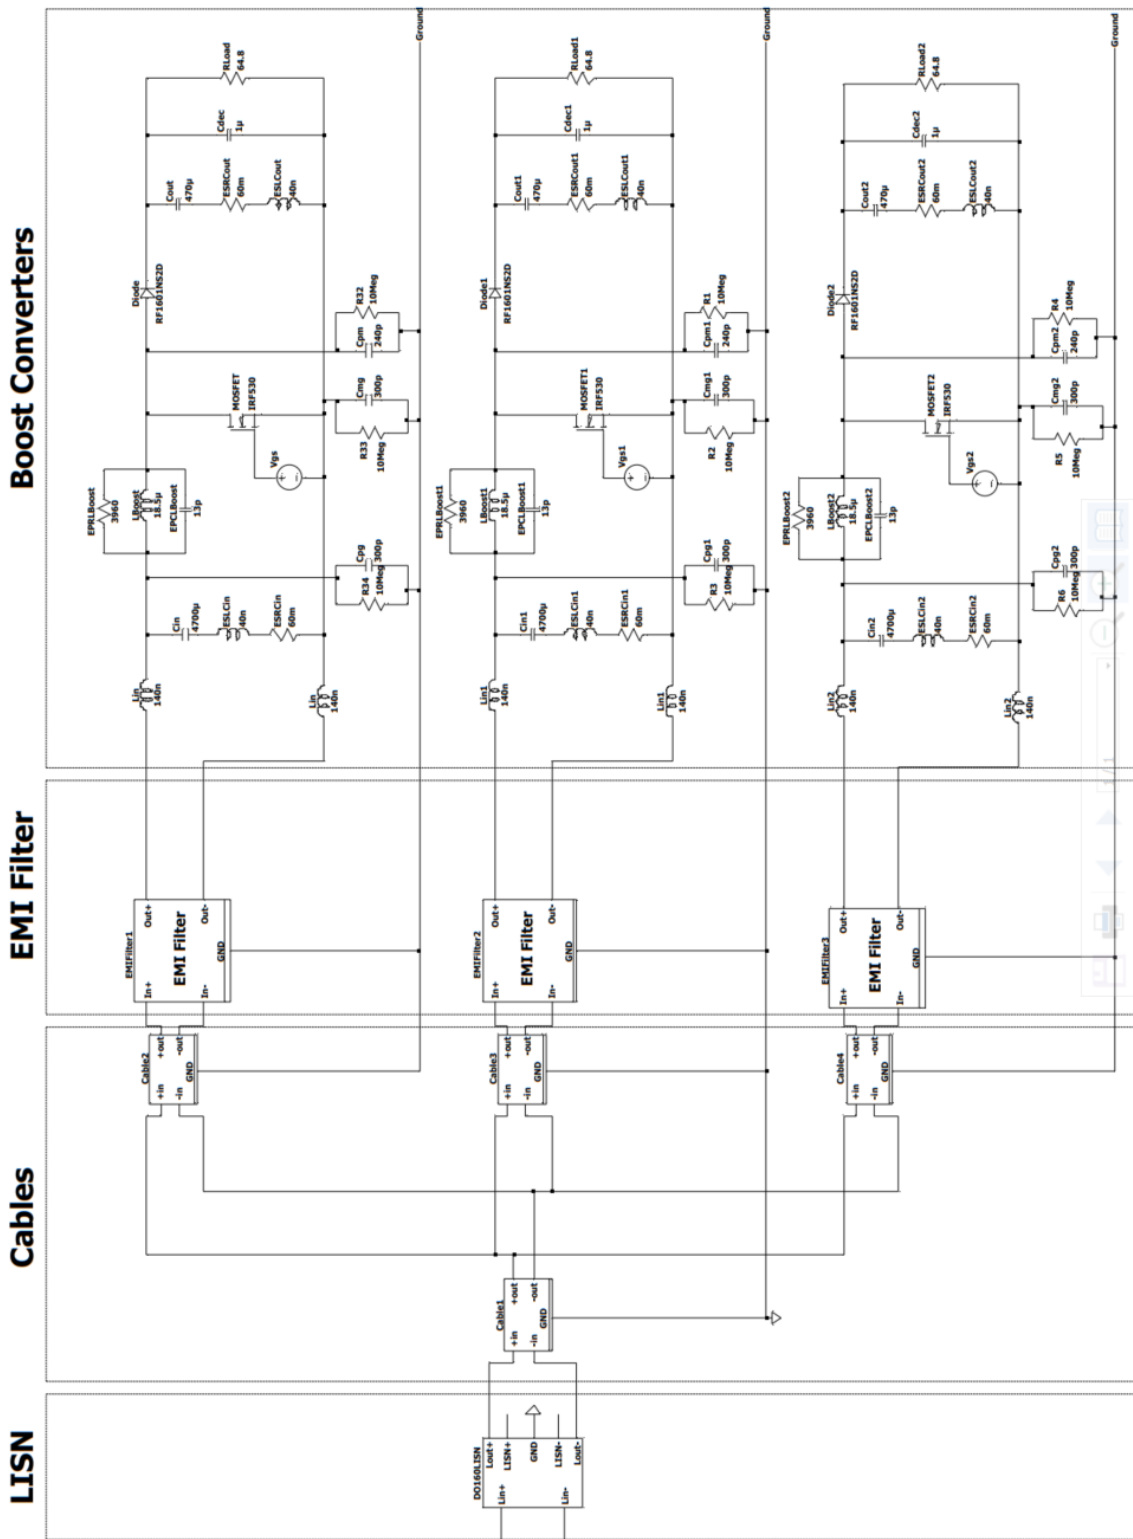 LISN
Cables
EMI Filter
Boost Converters
DO160LISN
Lin+
Lin-
Lout+
LISN+
GND
LISN-
Lout-
Cable1
+in
-in
+out
-out
GND
Cable2
+in
-in
+out
-out
GND
EMIFilter1
In+
In-
EMI Filter
Out+
Out-
GND
Lin
140n
Lin
140n
Cin
4700µ
ESLCin
40n
ESRCin
60m
Cpg
300p
R34
10Meg
EPRLBoost
3960
LBoost
18.5µ
EPCLBoost
13p
Vgs
MOSFET
IRF530
Cmg
300p
R33
10Meg
R32
10Meg
Cpm
240p
Diode
RF1601NS2D
Cout
470µ
ESRCout
60m
ESLCout
40n
Cdec
1µ
RLoad
64.8
Ground
Cable3
+in
-in
+out
-out
GND
EMIFilter2
In+
In-
EMI Filter
Out+
Out-
GND
Lin1
140n
Lin1
140n
Cin1
4700µ
ESLCin1
40n
ESRCin1
60m
Cpg1
300p
R3
10Meg
EPRLBoost1
3960
LBoost1
18.5µ
EPCLBoost1
13p
Vgs1
MOSFET1
IRF530
Cmg1
300p
R2
10Meg
R1
10Meg
Cpm1
240p
Diode1
RF1601NS2D
Cout1
470µ
ESRCout1
60m
ESLCout1
40n
Cdec1
1µ
RLoad1
64.8
Ground
Cable4
+in
-in
+out
-out
GND
EMIFilter3
In+
In-
EMI Filter
Out+
Out-
GND
Lin2
140n
Lin2
140n
Cin2
4700µ
ESLCin2
40n
ESRCin2
60m
Cpg2
300p
R6
10Meg
EPRLBoost2
3960
LBoost2
18.5µ
EPCLBoost2
13p
Vgs2
MOSFET2
IRF530
Cmg2
300p
R5
10Meg
R4
10Meg
Cpm2
240p
Diode2
RF1601NS2D
Cout2
470µ
ESRCout2
60m
ESLCout2
40n
Cdec2
1µ
RLoad2
64.8
Ground
1/1